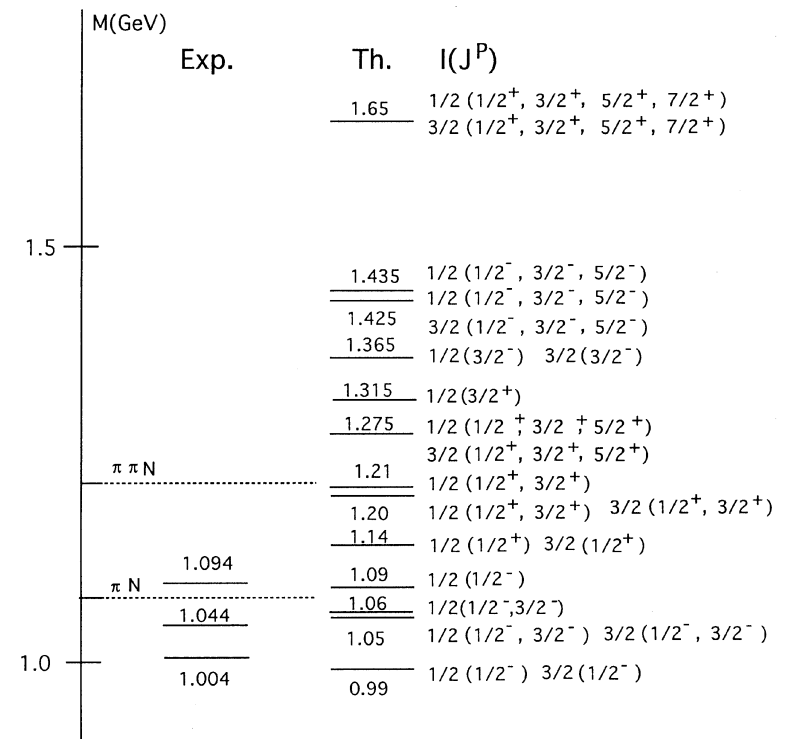 M(GeV)
Exp. Th. I(J^P)
1.65 1/2 (1/2⁺, 3/2⁺, 5/2⁺, 7/2⁺)
3/2 (1/2⁺, 3/2⁺, 5/2⁺, 7/2⁺)
1.5
1.435 1/2 (1/2⁻, 3/2⁻, 5/2⁻)
1/2 (1/2⁻, 3/2⁻, 5/2⁻)
1.425 3/2 (1/2⁻, 3/2⁻, 5/2⁻)
1.365 1/2 (3/2⁻) 3/2 (3/2⁻)
1.315 1/2 (3/2⁺)
1.275 1/2 (1/2⁺, 3/2⁺, 5/2⁺)
3/2 (1/2⁺, 3/2⁺, 5/2⁺)
π π N 1.21 1/2 (1/2⁺, 3/2⁺)
1.20 1/2 (1/2⁺, 3/2⁺) 3/2 (1/2⁺, 3/2⁺)
1.14 1/2 (1/2⁺) 3/2 (1/2⁺)
1.094 1.09 1/2 (1/2⁻)
π N 1.06 1/2(1/2⁻,3/2⁻)
1.044 1.05 1/2 (1/2⁻, 3/2⁻) 3/2 (1/2⁻, 3/2⁻)
1.0
1.004 0.99 1/2 (1/2⁻) 3/2 (1/2⁻)